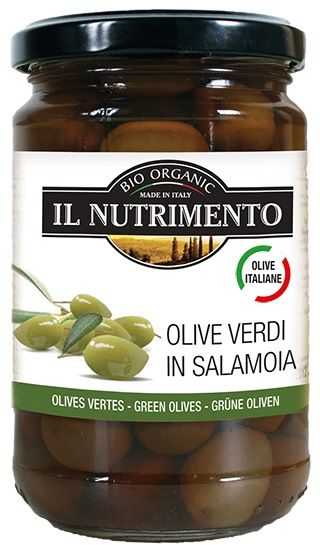 BIO ORGANIC
MADE IN ITALY
IL NUTRIMENTO
OLIVE
ITALIANE
OLIVE VERDI
IN SALAMOIA
OLIVES VERTES - GREEN OLIVES - GRÜNE OLIVEN